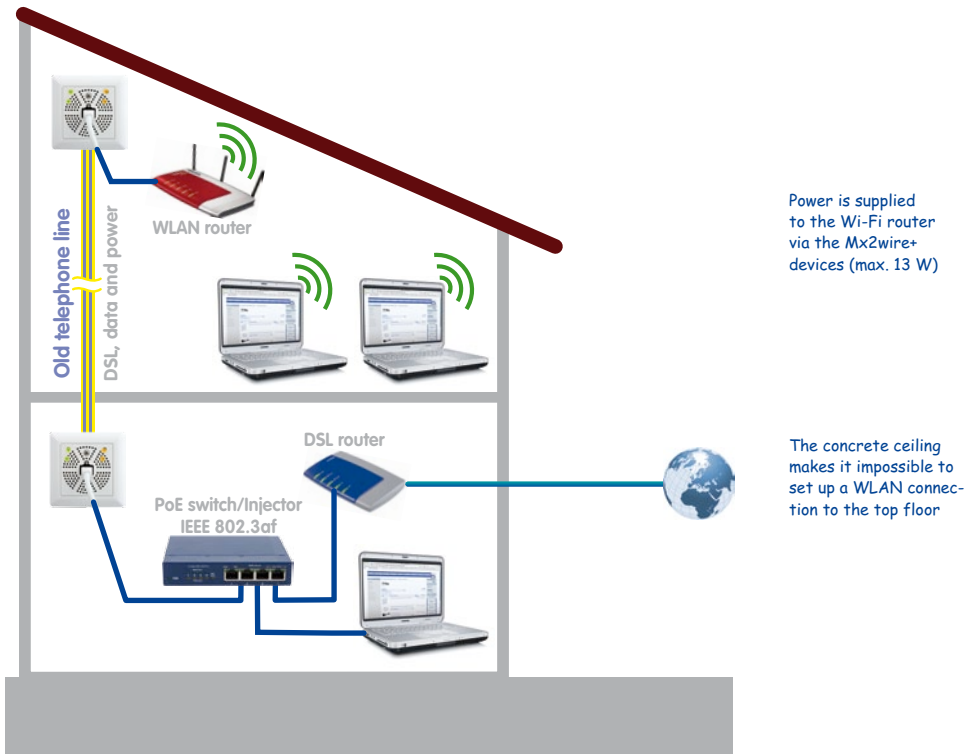 WLAN router
Old telephone line
DSL, data and power
Power is supplied
to the Wi-Fi router
via the Mx2wire+
devices (max. 13 W)
DSL router
PoE switch/Injector
IEEE 802.3af
The concrete ceiling
makes it impossible to
set up a WLAN connec-
tion to the top floor